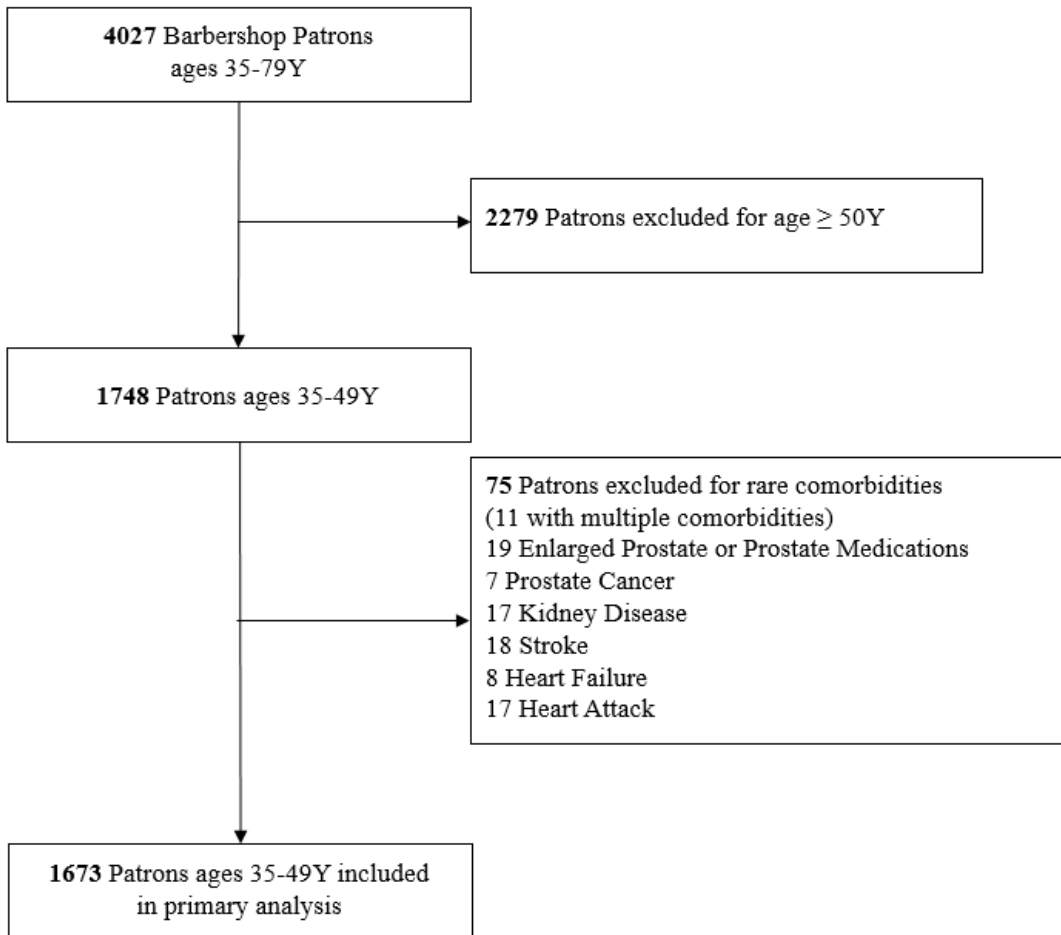 4027 Barbershop Patrons
ages 35-79Y
2279 Patrons excluded for age ≥ 50Y
1748 Patrons ages 35-49Y
75 Patrons excluded for rare comorbidities
(11 with multiple comorbidities)
19 Enlarged Prostate or Prostate Medications
7 Prostate Cancer
17 Kidney Disease
18 Stroke
8 Heart Failure
17 Heart Attack
1673 Patrons ages 35-49Y included
in primary analysis